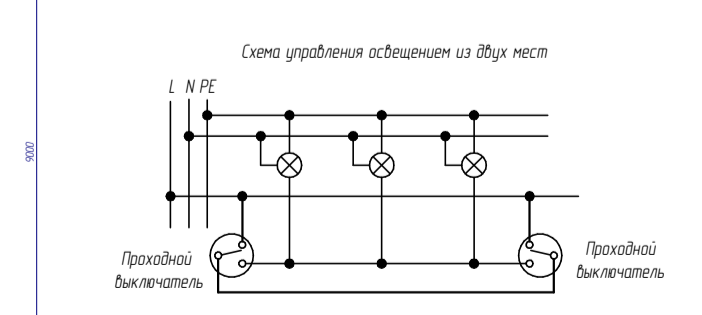 Схема управления освещением из двух мест
L N PE
9000
Проходной
выключатель
Проходной
выключатель